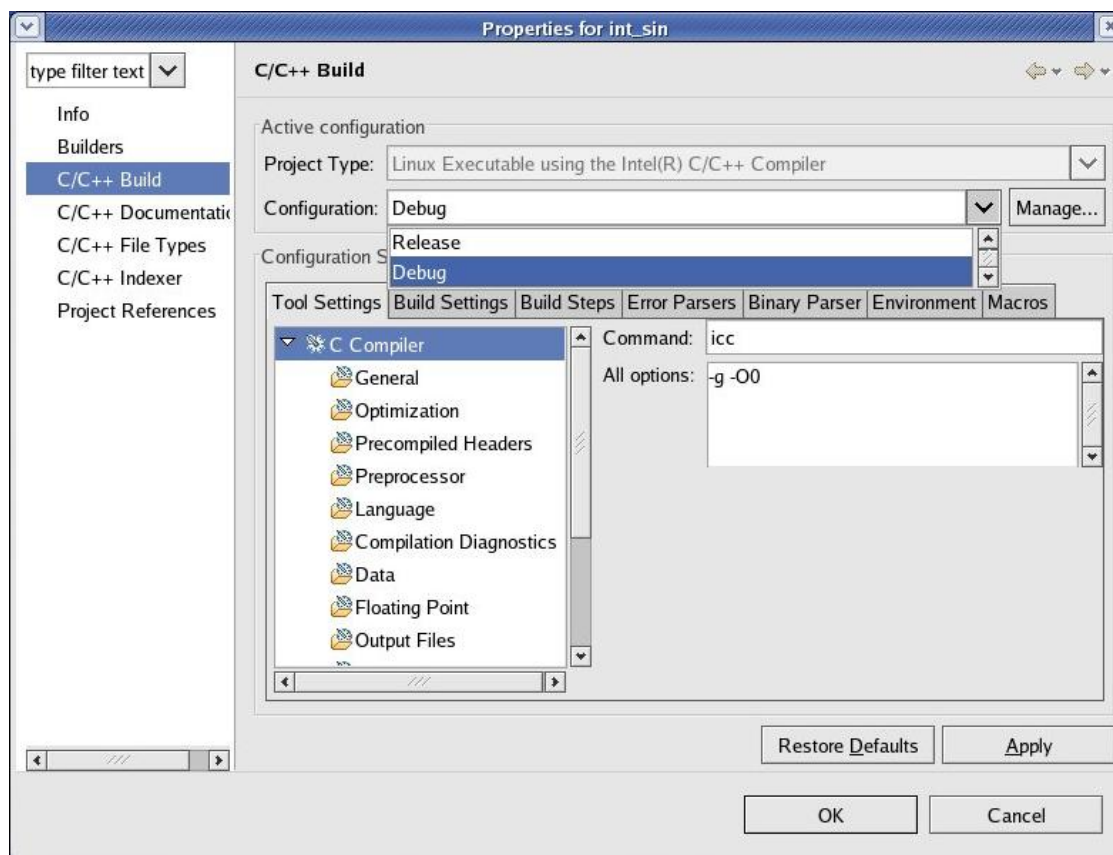 Properties for int_sin
type filter text
Info
Builders
C/C++ Build
C/C++ Documentatic
C/C++ File Types
C/C++ Indexer
Project References
C/C++ Build
Active configuration
Project Type: Linux Executable using the Intel(R) C/C++ Compiler
Configuration: Debug Manage...
Release
Debug
Configuration S
Tool Settings Build Settings Build Steps Error Parsers Binary Parser Environment Macros
C Compiler
General
Optimization
Precompiled Headers
Preprocessor
Language
Compilation Diagnostics
Data
Floating Point
Output Files
Command: icc
All options: -g -O0
Restore Defaults Apply
OK Cancel